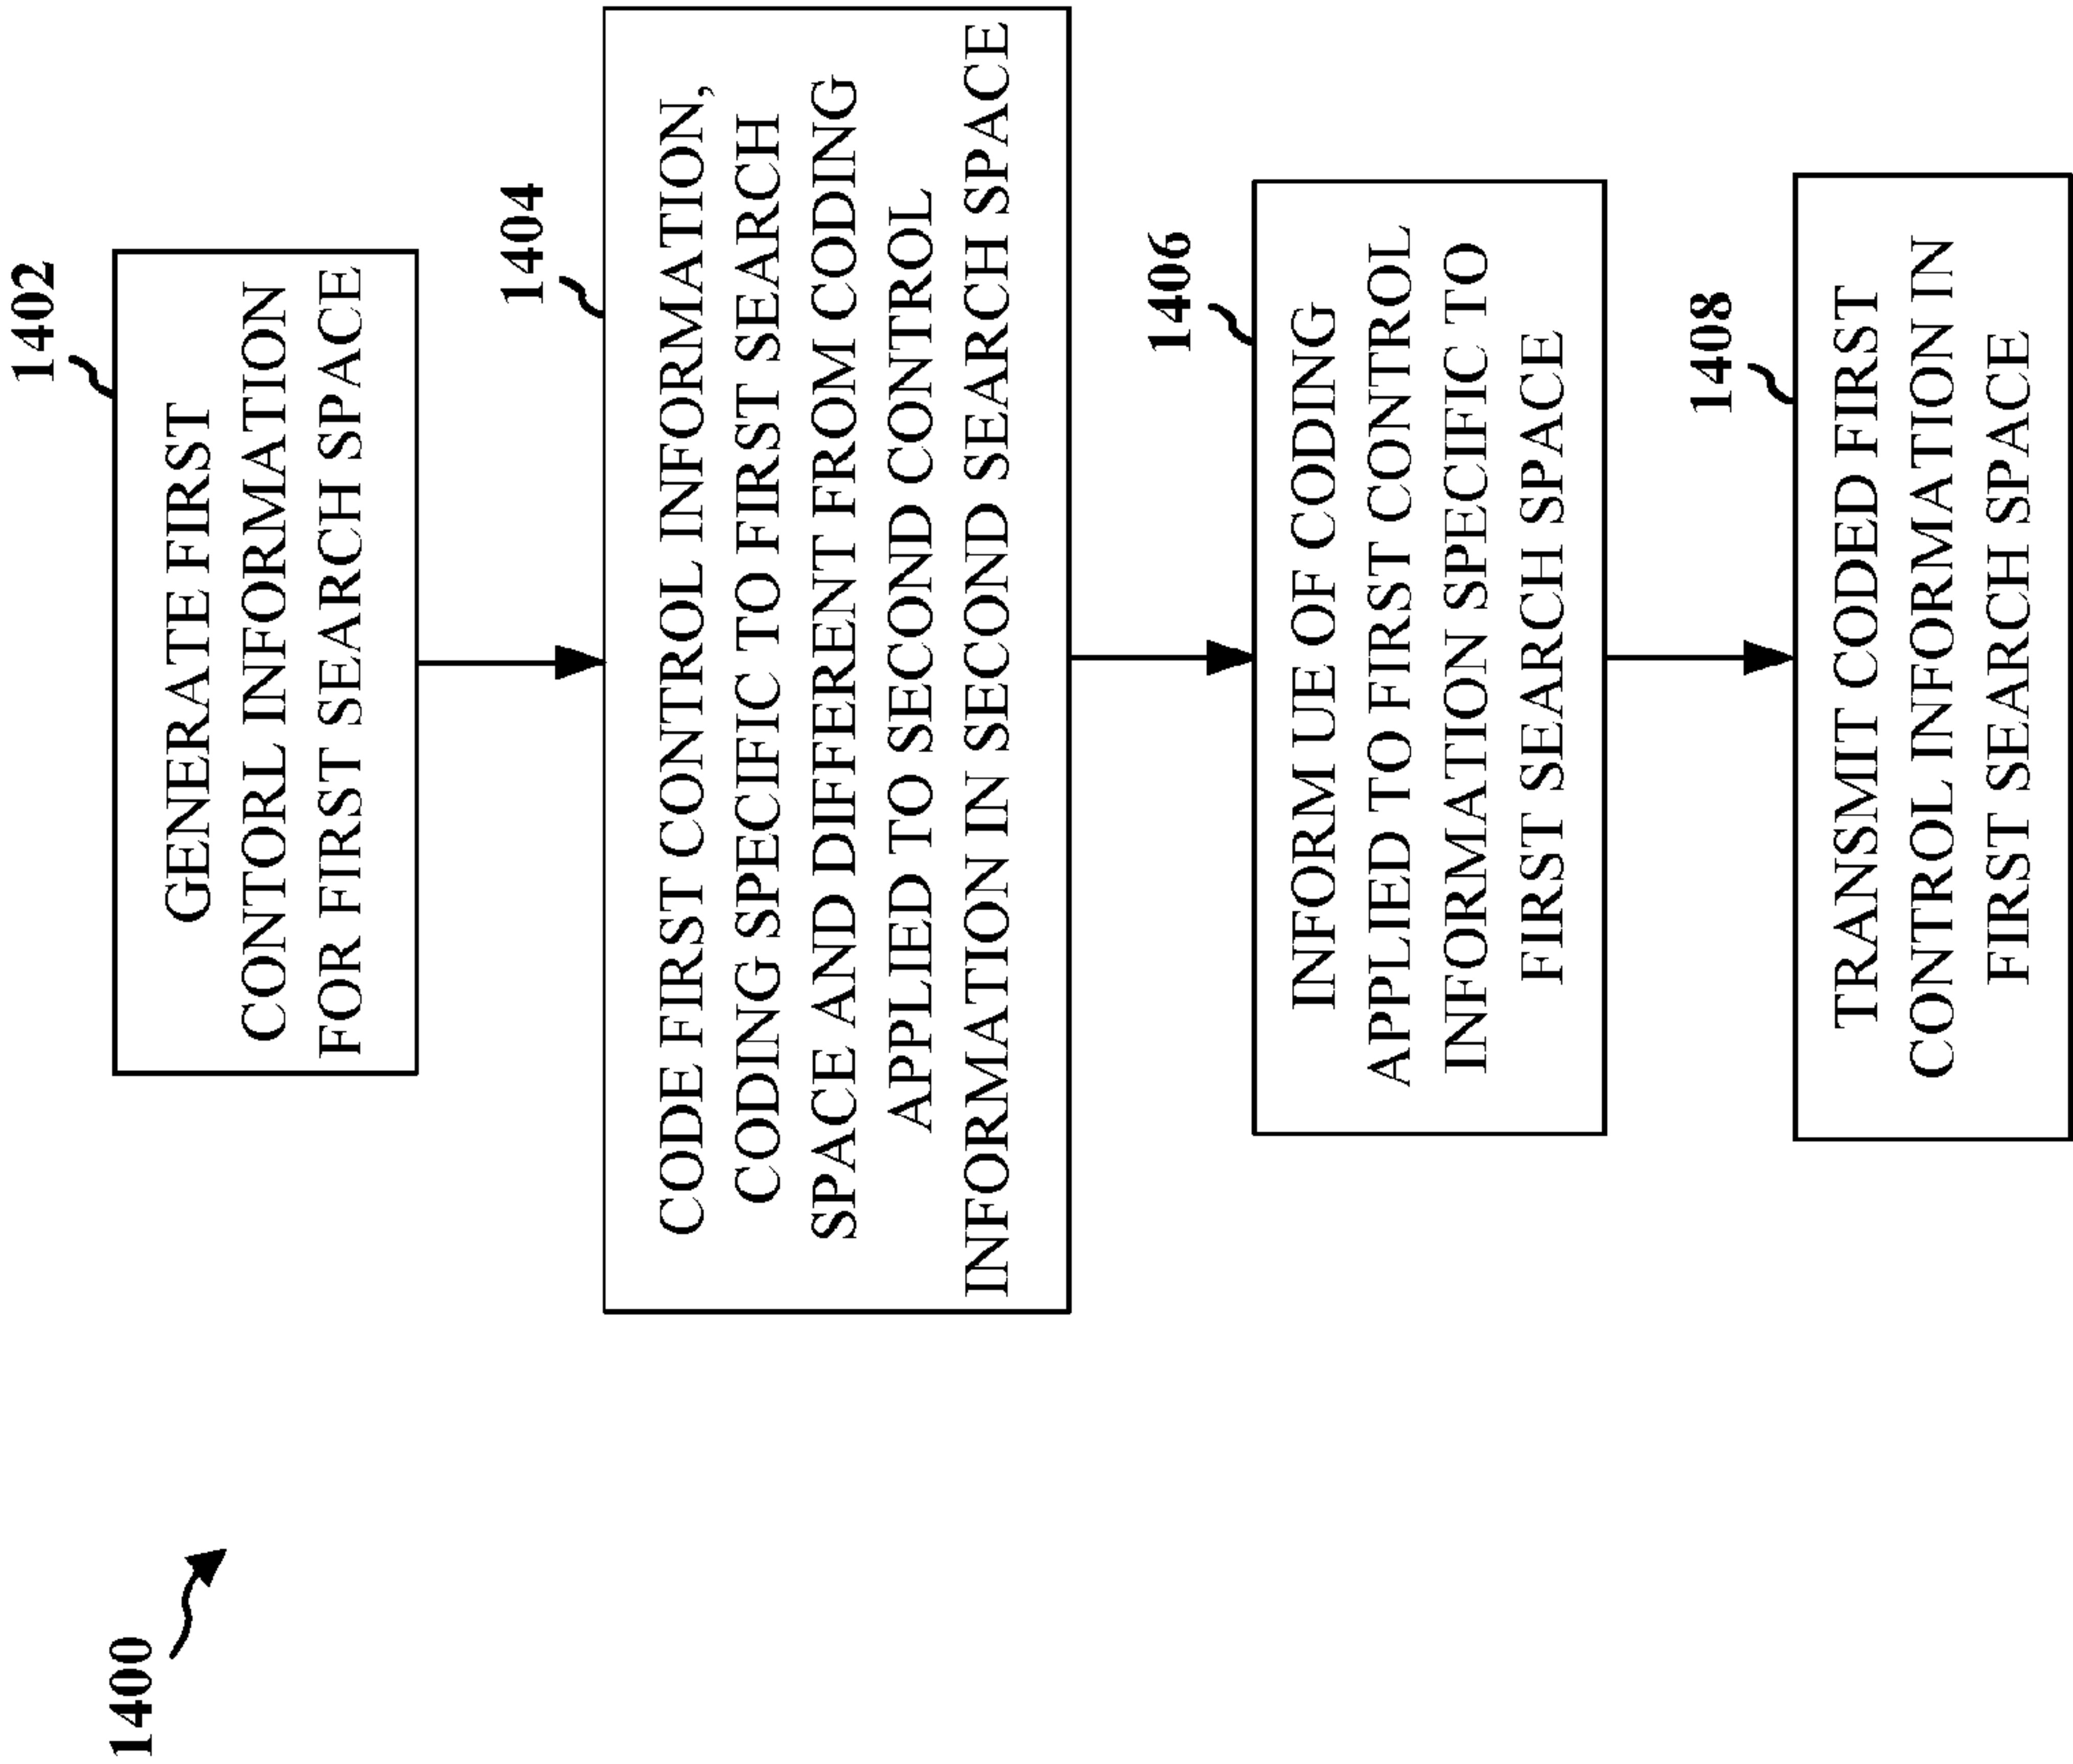 1400
1402
GENERATE FIRST
CONTORL INFORMATION
FOR FIRST SEARCH SPACE
1404
CODE FIRST CONTROL INFORMATION,
CODING SPECIFIC TO FIRST SEARCH
SPACE AND DIFFERENT FROM CODING
APPLIED TO SECOND CONTROL
INFORMATION IN SECOND SEARCH SPACE
1406
INFORM UE OF CODING
APPLIED TO FIRST CONTROL
INFORMATION SPECIFIC TO
FIRST SEARCH SPACE
1408
TRANSMIT CODED FIRST
CONTROL INFORMATION IN
FIRST SEARCH SPACE